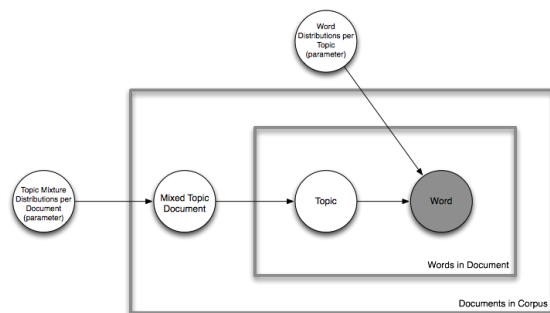 Word
Distributions per
Topic
(parameter)
Topic Mixture
Distributions per
Document
(parameter)
Mixed Topic
Document
Topic
Word
Words in Document
Documents in Corpus